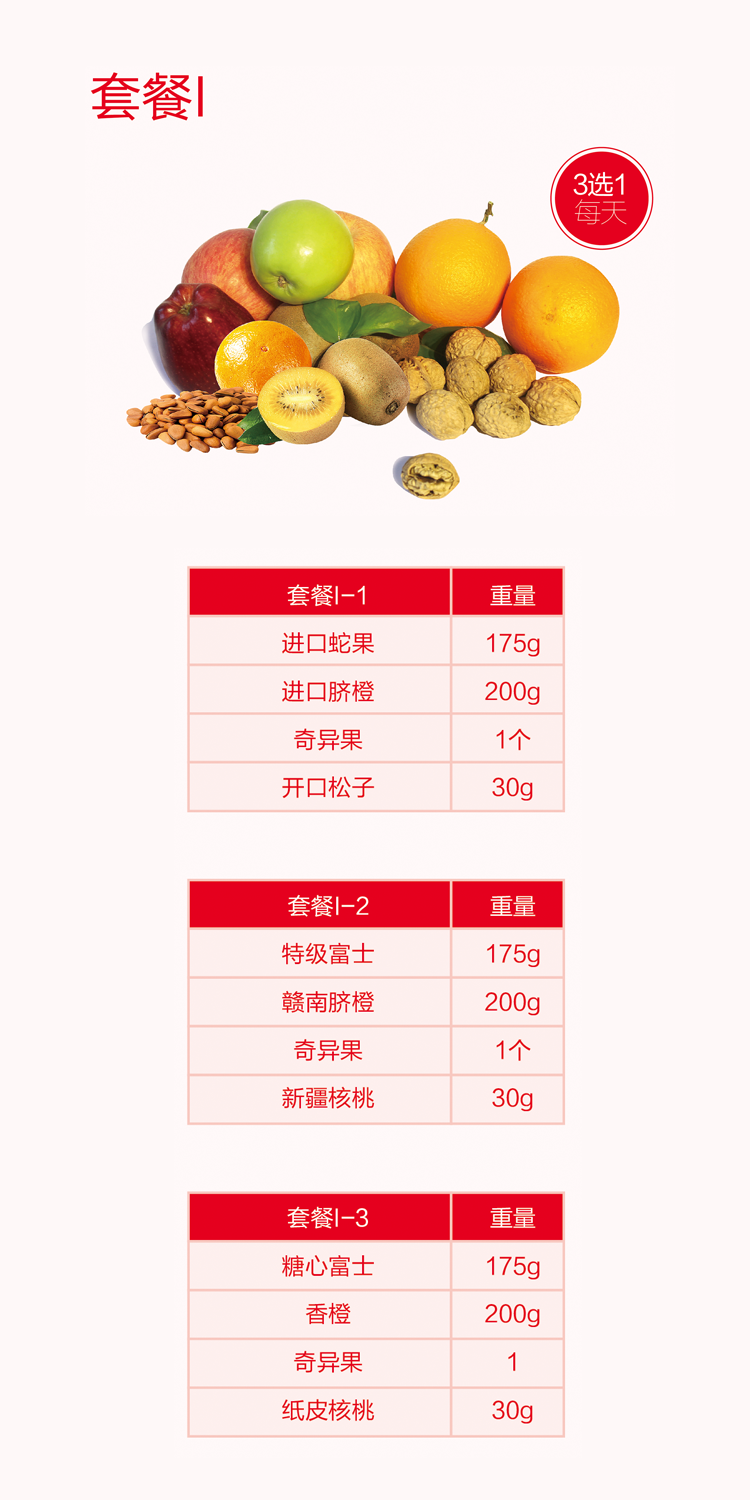 套餐I
3选1
每天
套餐I-1 重量
进口蛇果 175g
进口脐橙 200g
奇异果 1个
开口松子 30g
套餐I-2 重量
特级富士 175g
赣南脐橙 200g
奇异果 1个
新疆核桃 30g
套餐I-3 重量
糖心富士 175g
香橙 200g
奇异果 1
纸皮核桃 30g